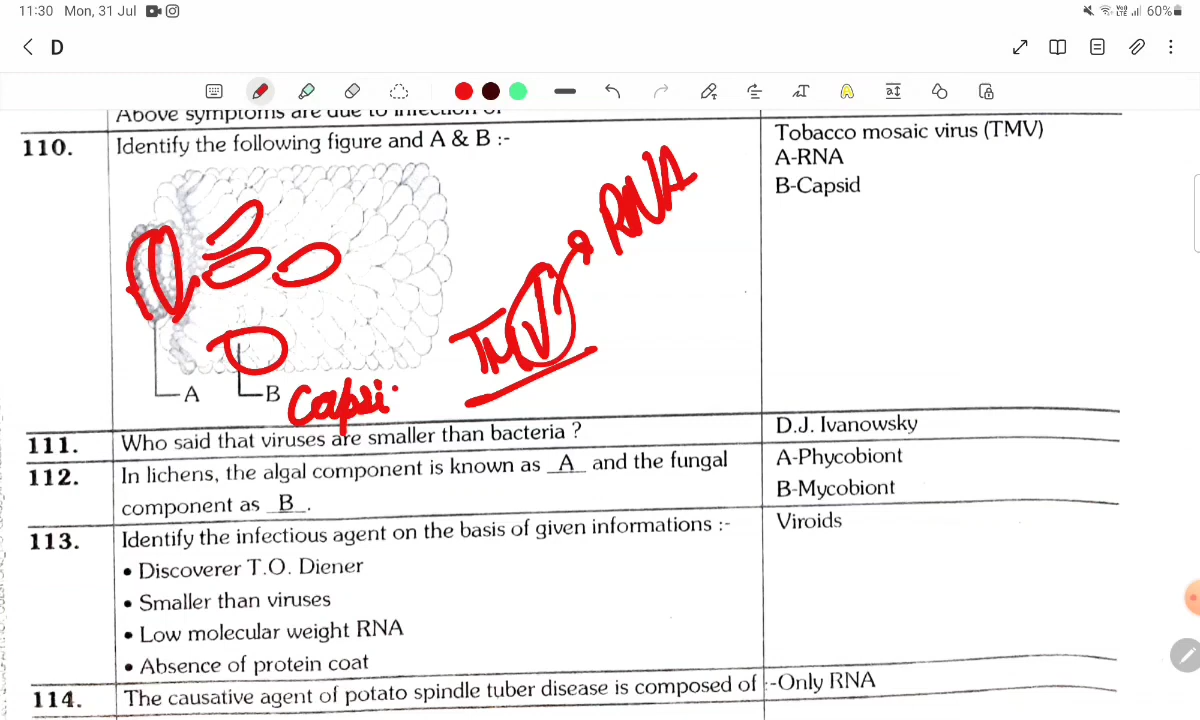 11:30 Mon, 31 Jul
60%
D
Above symptoms are due to infection of
110. Identify the following figure and A & B :-
Tobacco mosaic virus (TMV)
A-RNA
B-Capsid
RNA
TMV
A
B
Capsi
111. Who said that viruses are smaller than bacteria ?
D.J. Ivanowsky
112. In lichens, the algal component is known as _A_ and the fungal
component as _B_.
A-Phycobiont
B-Mycobiont
113. Identify the infectious agent on the basis of given informations :-
Viroids
• Discoverer T.O. Diener
• Smaller than viruses
• Low molecular weight RNA
• Absence of protein coat
114. The causative agent of potato spindle tuber disease is composed of :-
Only RNA